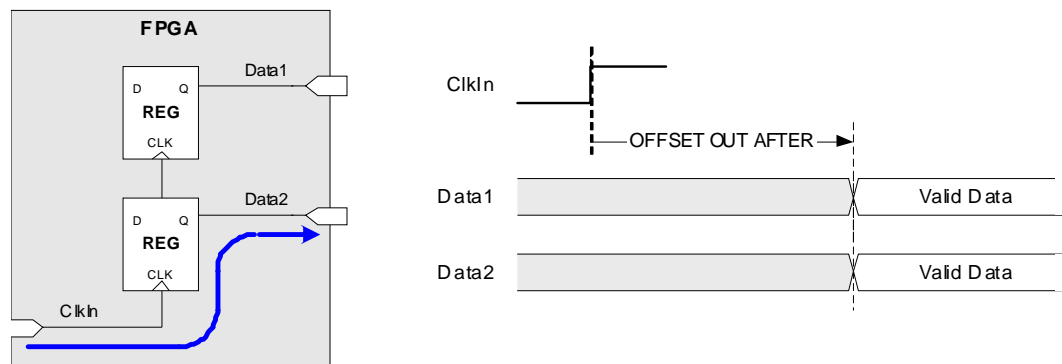 FPGA
Data1
D Q
REG
CLK
Data2
D Q
REG
CLK
ClkIn
ClkIn
OFFSET OUT AFTER
Data1
Valid Data
Data2
Valid Data